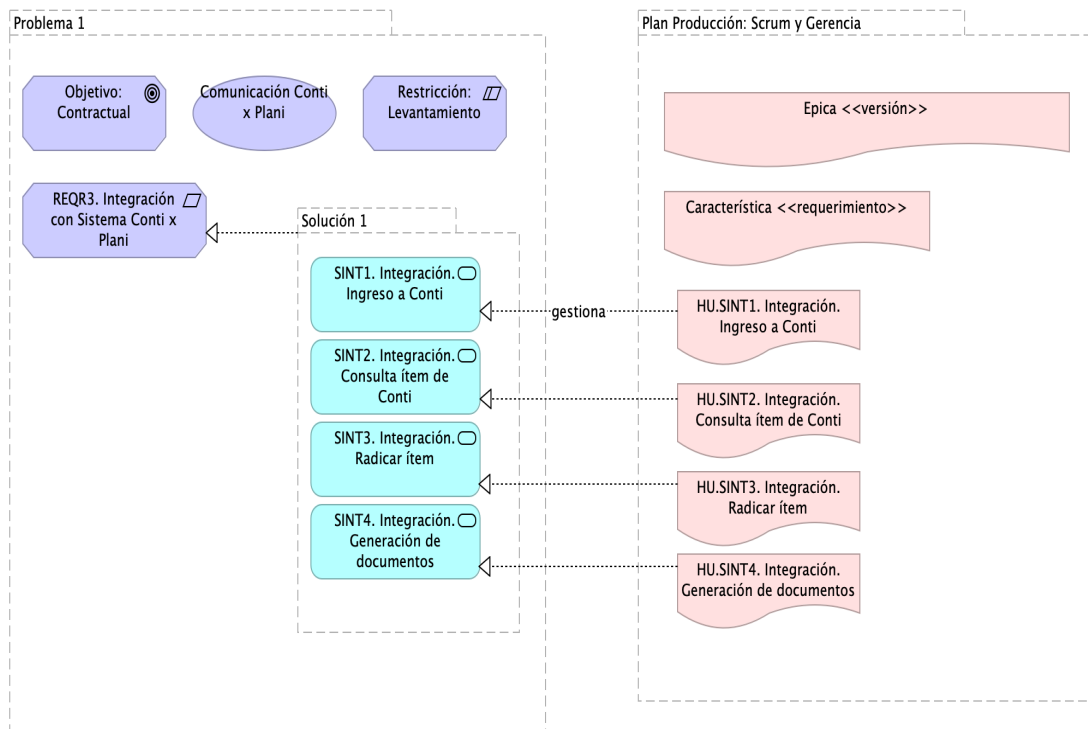 Problema 1
Objetivo:
Contractual
Comunicación Conti
x Plani
Restricción:
Levantamiento
REQR3. Integración
con Sistema Conti x
Plani
Solución 1
SINT1. Integración.
Ingreso a Conti
SINT2. Integración.
Consulta ítem de
Conti
SINT3. Integración.
Radicar ítem
SINT4. Integración.
Generación de
documentos
gestiona
Plan Producción: Scrum y Gerencia
Epica <<versión>>
Característica <<requerimiento>>
HU.SINT1. Integración.
Ingreso a Conti
HU.SINT2. Integración.
Consulta ítem de Conti
HU.SINT3. Integración.
Radicar ítem
HU.SINT4. Integración.
Generación de documentos